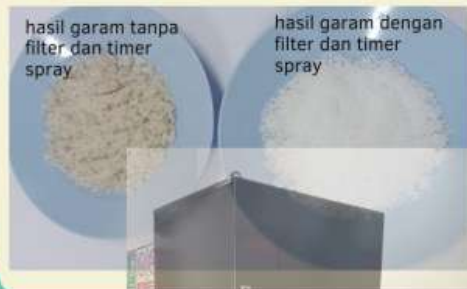 hasil garam tanpa
filter dan timer
spray
hasil garam dengan
filter dan timer
spray